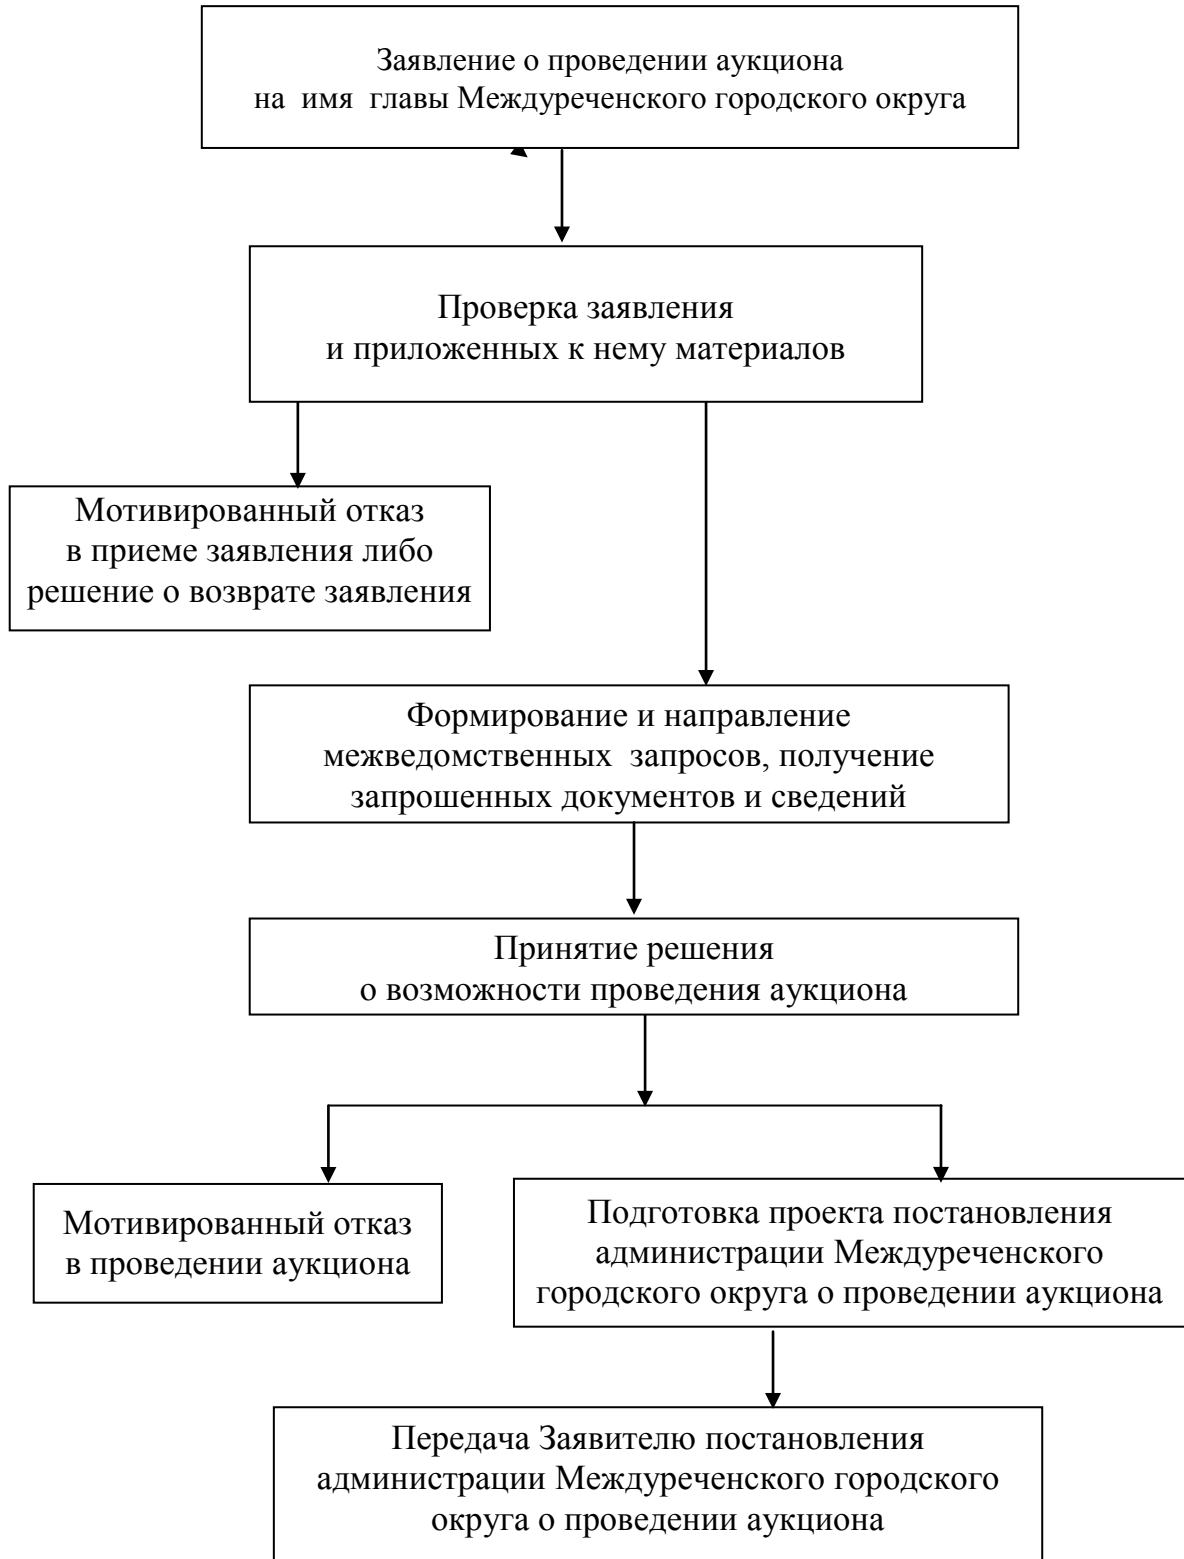 Заявление о проведении аукциона
на имя главы Междуреченского городского округа
Проверка заявления
и приложенных к нему материалов
Мотивированный отказ
в приеме заявления либо
решение о возврате заявления
Формирование и направление
межведомственных запросов, получение
запрошенных документов и сведений
Принятие решения
о возможности проведения аукциона
Мотивированный отказ
в проведении аукциона
Подготовка проекта постановления
администрации Междуреченского
городского округа о проведении аукциона
Передача Заявителю постановления
администрации Междуреченского городского
округа о проведении аукциона